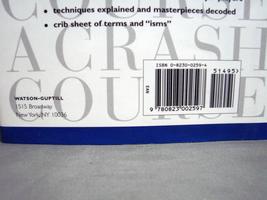 • techniques explained and masterpieces decoded
• crib sheet of terms and "isms"
A CRASH
COURSE
ISBN 0-8230-0259-4
51495
9 780823 002597
WATSON-GUPTILL
1515 Broadway
New York, NY 10036